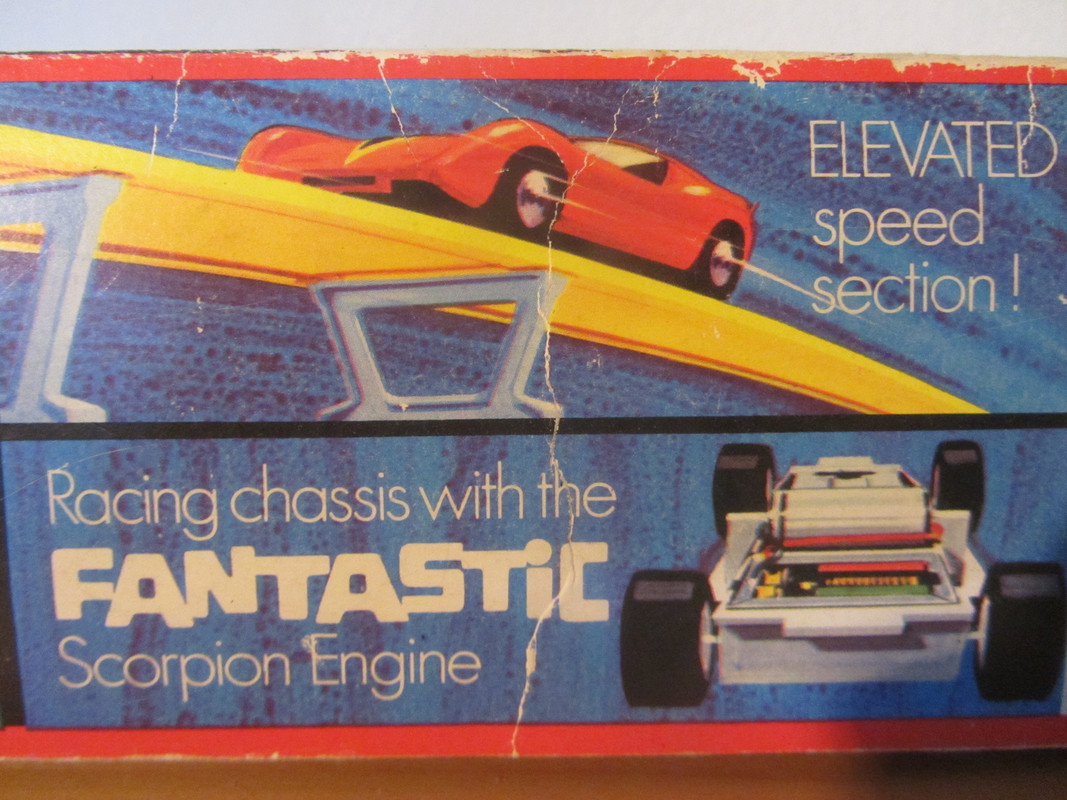 ELEVATED
speed
section!
Racing chassis with the
FANTASTiC
Scorpion Engine